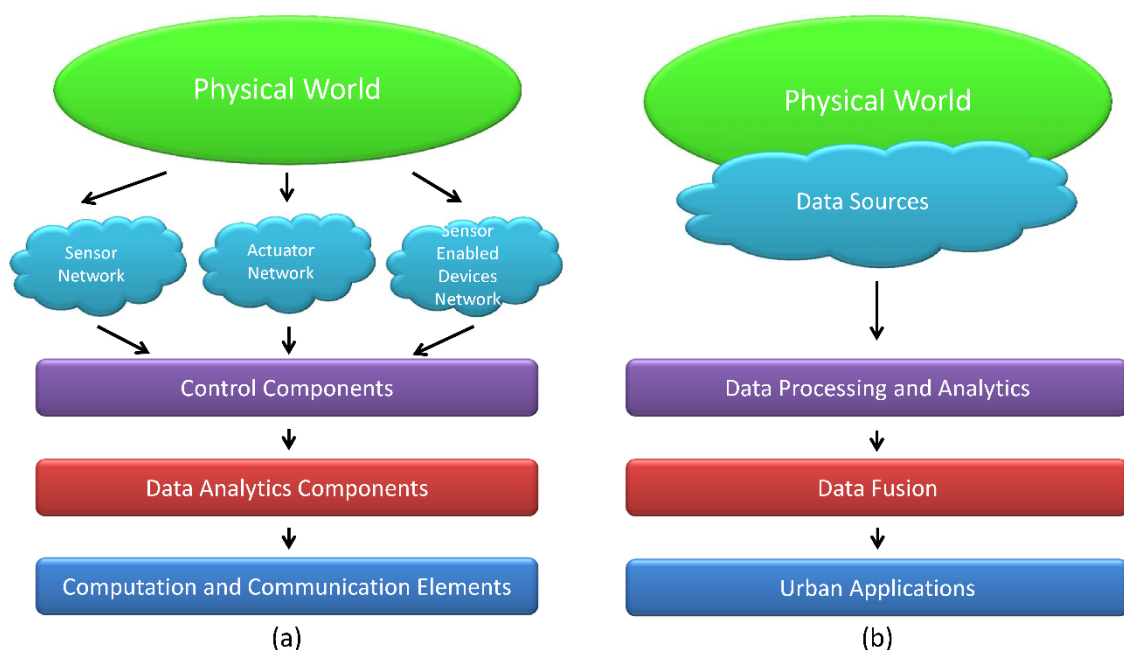 Physical World
Sensor
Network
Actuator
Network
Sensor
Enabled
Devices
Network
Control Components
Data Analytics Components
Computation and Communication Elements
(a)
Physical World
Data Sources
Data Processing and Analytics
Data Fusion
Urban Applications
(b)